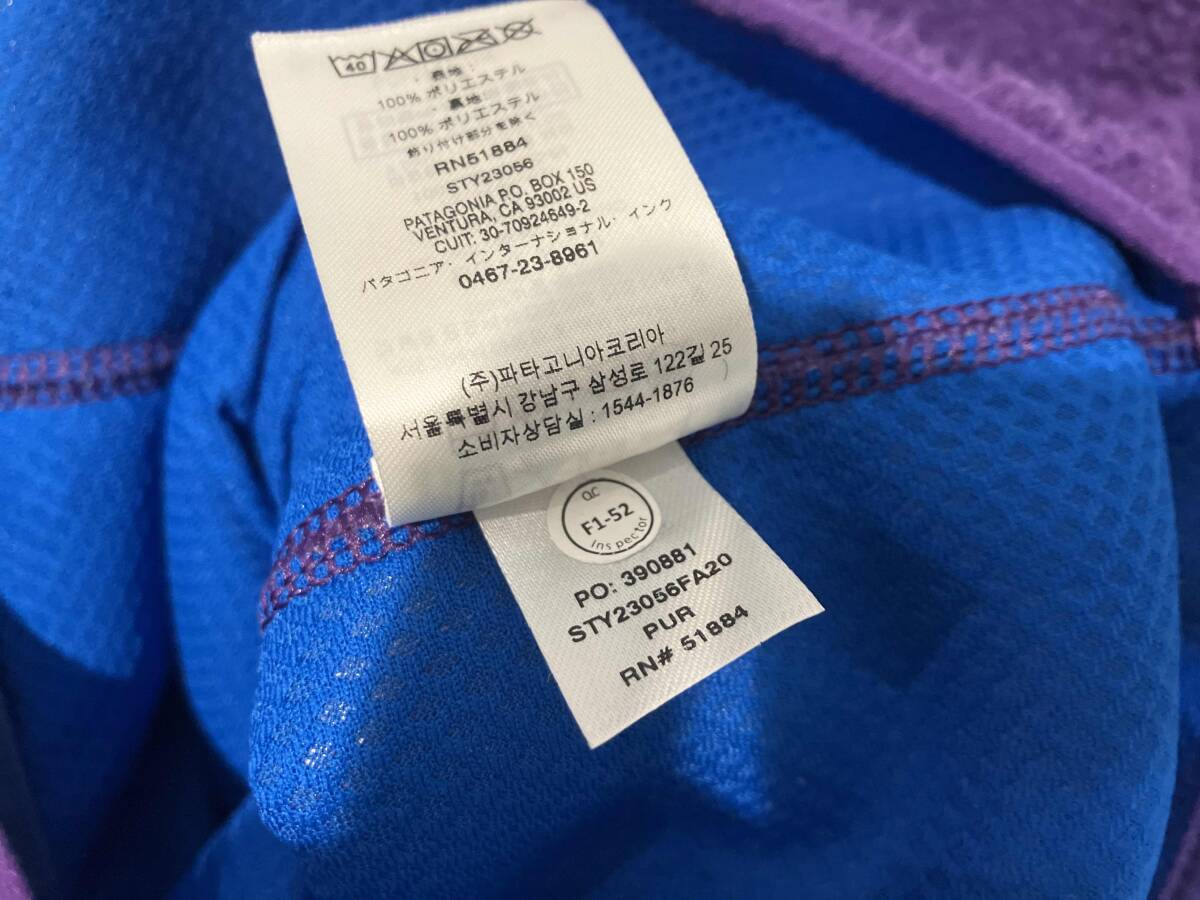 40
・表地:
100% ポリエステル
・裏地:
100% ポリエステル
飾り付け部分を除く
RN51884
STY23056
PATAGONIA P.O. BOX 150
VENTURA, CA 93002 US
CUIT: 30-70924649-2
パタゴニア・インターナショナル・インク
0467-23-8961
(주)파타고니아코리아
서울특별시 강남구 삼성로 122길 25
소비자상담실 : 1544-1876
QC
F1-52
Inspector
PO: 390881
STY23056FA20
PUR
RN# 51884